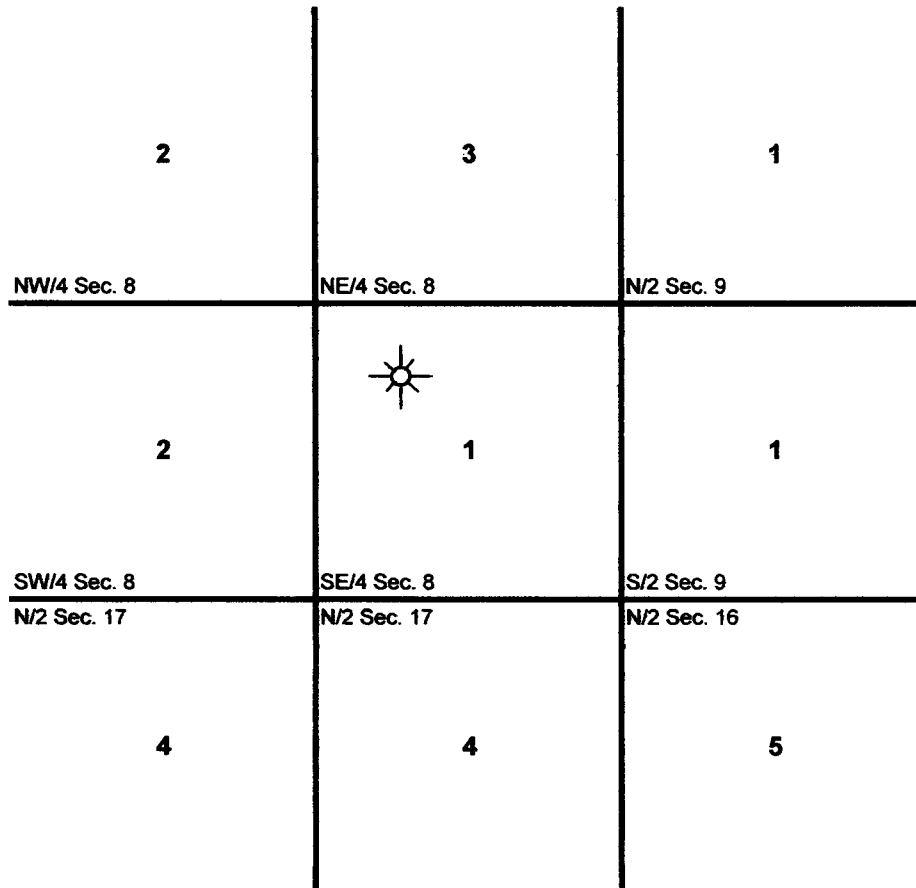 2 3 1
NW/4 Sec. 8 NE/4 Sec. 8 N/2 Sec. 9
2 1 1
SW/4 Sec. 8 SE/4 Sec. 8 S/2 Sec. 9
N/2 Sec. 17 N/2 Sec. 17 N/2 Sec. 16
4 4 5